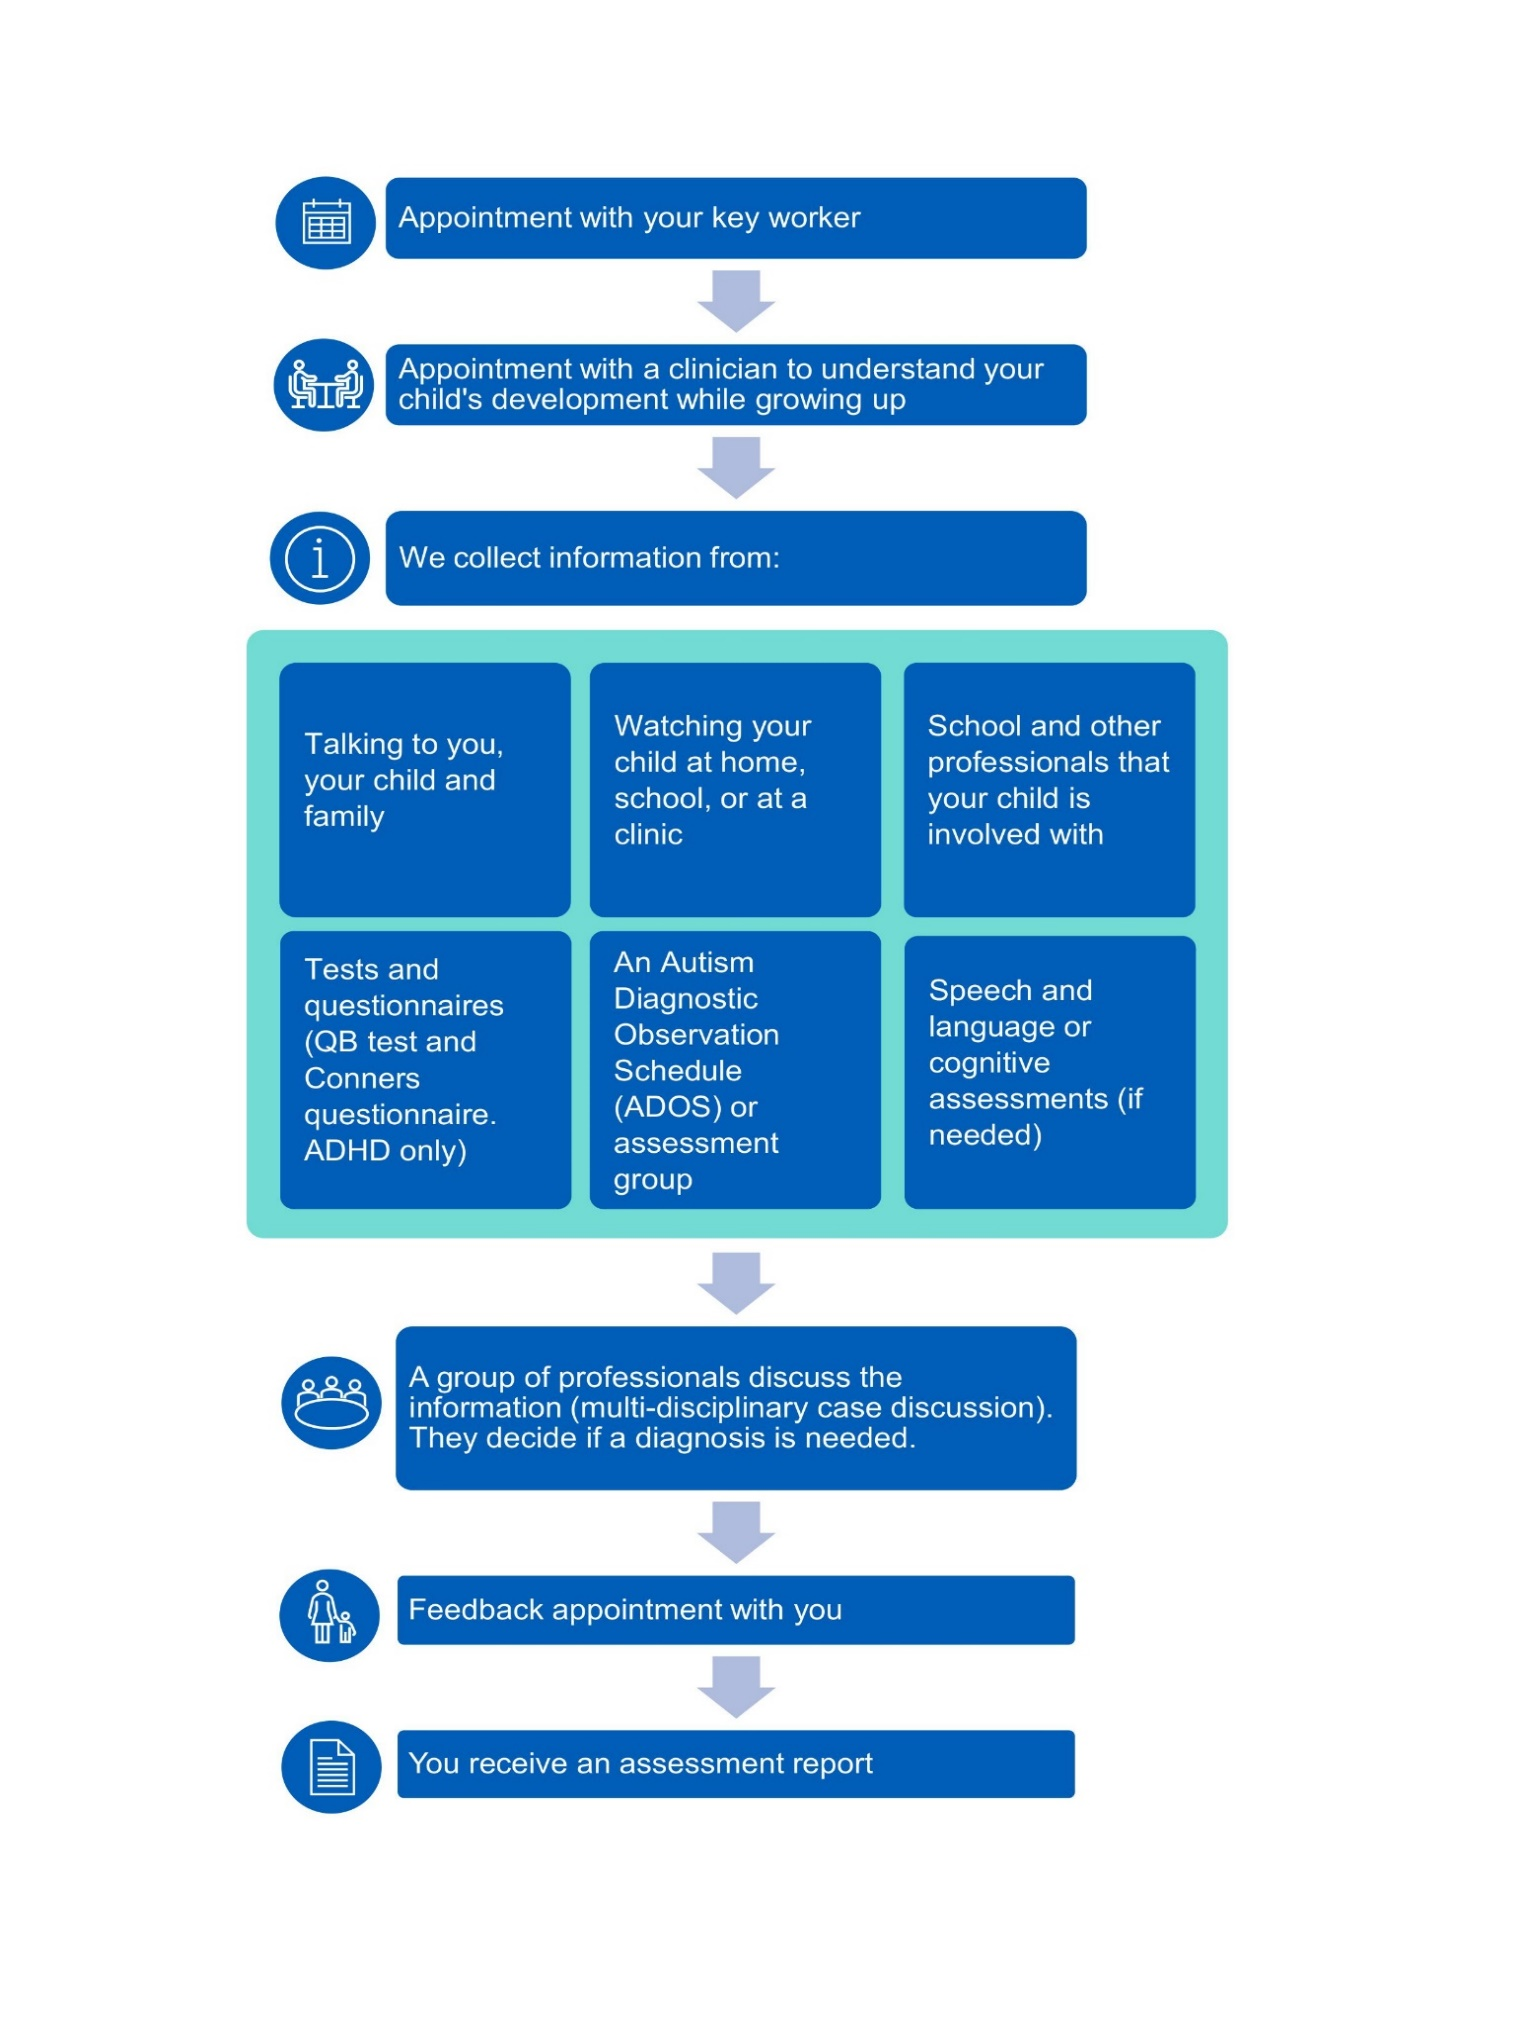 Appointment with your key worker
Appointment with a clinician to understand your
child's development while growing up
We collect information from:
Talking to you,
your child and
family
Watching your
child at home,
school, or at a
clinic
School and other
professionals that
your child is
involved with
Tests and
questionnaires
(QB test and
Conners
questionnaire.
ADHD only)
An Autism
Diagnostic
Observation
Schedule
(ADOS) or
assessment
group
Speech and
language or
cognitive
assessments (if
needed)
A group of professionals discuss the
information (multi-disciplinary case discussion).
They decide if a diagnosis is needed.
Feedback appointment with you
You receive an assessment report